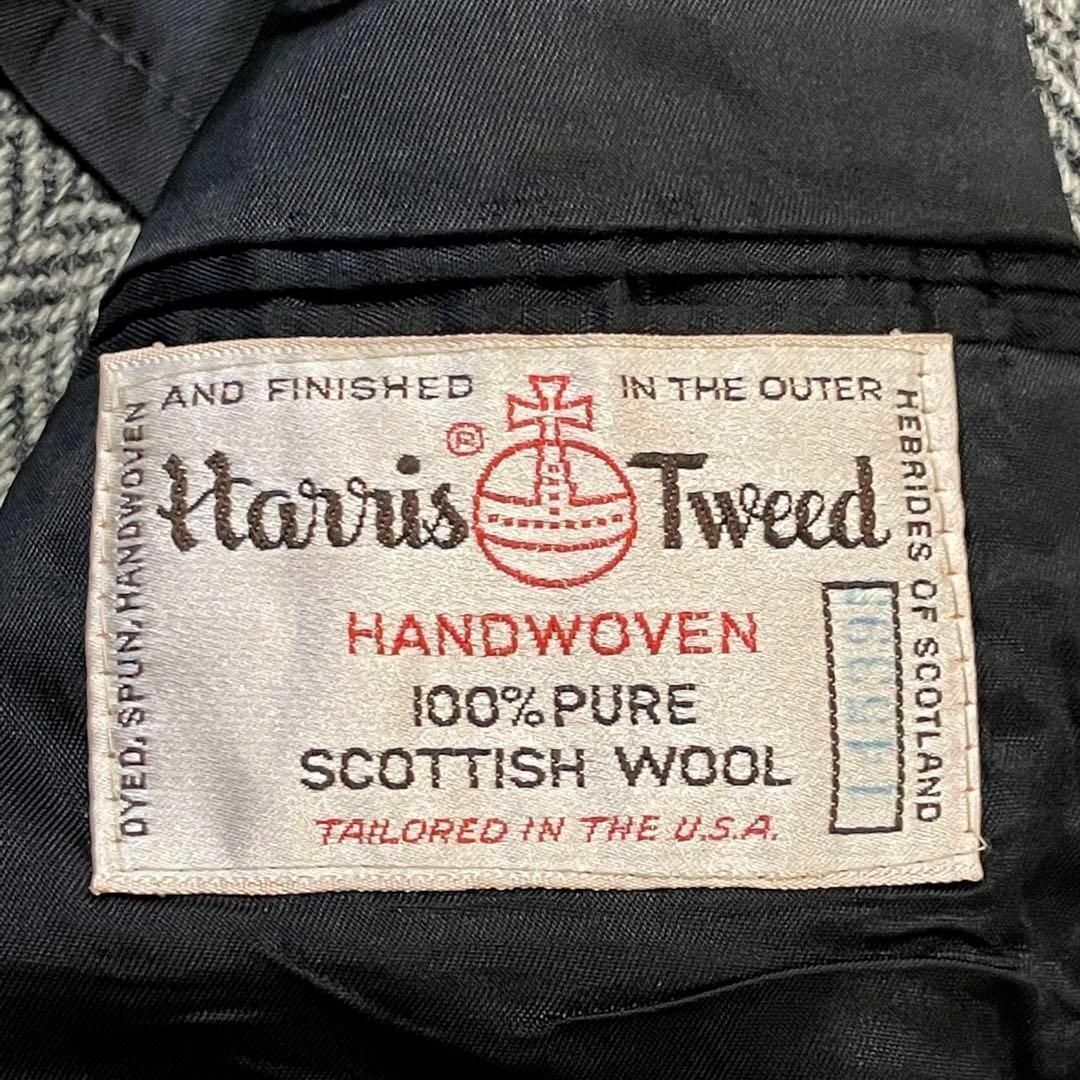 DYED, SPUN, HANDWOVEN
AND FINISHED
IN THE OUTER
HEBRIDES OF SCOTLAND
Harris ® Tweed
HANDWOVEN
100% PURE
SCOTTISH WOOL
TAILORED IN THE U.S.A.